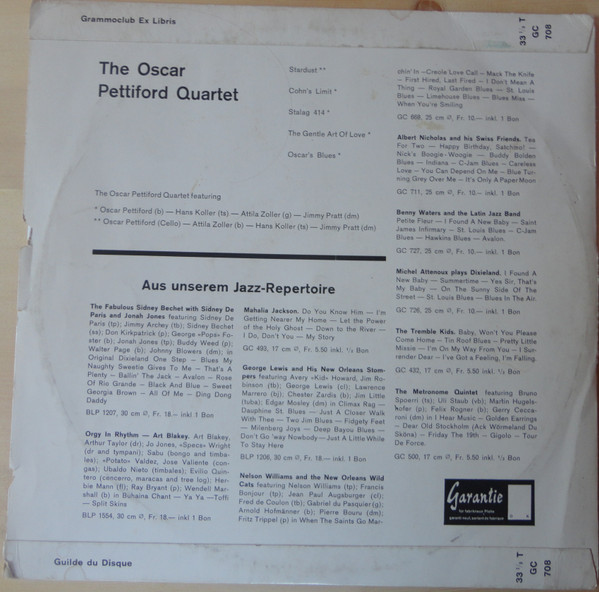 Grammoclub Ex Libris
33⅓ T
GC
708
The Oscar
Pettiford Quartet
Stardust **
Cohn's Limit *
Stalag 414 *
The Gentle Art Of Love *
Oscar's Blues *
The Oscar Pettiford Quartet featuring
* Oscar Pettiford (b) — Hans Koller (ts) — Attila Zoller (g) — Jimmy Pratt (dm)
** Oscar Pettiford (Cello) — Attila Zoller (b) — Hans Koller (ts) — Jimmy Pratt (dm)
Aus unserem Jazz-Repertoire
The Fabulous Sidney Bechet with Sidney De
Paris and Jonah Jones featuring Sidney De
Paris (tp); Jimmy Archey (tb); Sidney Bechet
(ss); Don Kirkpatrick (p); George «Pops» Fos-
ter (b); Jonah Jones (tp); Buddy Weed (p);
Walter Page (b); Johnny Blowers (dm); in
Original Dixieland One Step — Blues My
Naughty Sweetie Gives To Me — That's A
Plenty — Ballin' The Jack — Avalon — Rose
Of Rio Grande — Black And Blue — Sweet
Georgia Brown — All Of Me — Ding Dong
Daddy
BLP 1207, 30 cm Ø, Fr. 18.— inkl 1 Bon
Orgy In Rhythm — Art Blakey. Art Blakey,
Arthur Taylor (dr); Jo Jones, «Specs» Wright
(dr and tympani); Sabu (bongo and timba-
les); «Potato» Valdez, Jose Valiente (con-
gas); Ubaldo Nieto (timbales); Evilio Quin-
tero (cencerro, maracas and tree log); Her-
bie Mann (fl); Ray Bryant (p); Wendell Mar-
shall (b) in Buhaina Chant — Ya Ya —Toffi
— Split Skins
BLP 1554, 30 cm Ø, Fr. 18.— inkl 1 Bon
Mahalia Jackson. Do You Know Him — I'm
Getting Nearer My Home — Let the Power
of the Holy Ghost — Down to the River —
I Do, Don't You — My Story
GC 493, 17 cm Ø, Fr. 5.50 inkl. ½ Bon
George Lewis and His New Orleans Stom-
pers featuring Avery «Kid» Howard, Jim Ro-
binson (tb); George Lewis (cl); Lawrence
Marrero (bj); Chester Zardis (b); Jim Little
(tuba); Edgar Mosley (dm) in Climax Rag —
Dauphine St. Blues — Just A Closer Walk
With Thee — Two Jim Blues — Fidgety Feet
— Milenberg Joys — Deep Bayou Blues —
Don't Go 'way Nobody — Just A Little While
To Stay Here
BLP 1208, 30 cm Ø, Fr. 18.— inkl. 1 Bon
Nelson Williams and the New Orleans Wild
Cats featuring Nelson Williams (tp); Francis
Bonjour (tp); Jean Paul Augsburger (cl);
Fred de Coulon (tb); Gabriel du Pasquier (g);
Arnold Hofmänner (b); Pierre Bouru (dm);
Fritz Trippel (p) in When The Saints Go Mar-
chin' In —Creole Love Call — Mack The Knife
— First Hired, Last Fired — I Don't Mean A
Thing — Royal Garden Blues — St. Louis
Blues — Limehouse Blues — Blues Miss —
When You're Smiling
GC 668, 25 cm Ø, Fr. 10.— inkl. 1 Bon
Albert Nicholas and his Swiss Friends. Tea
For Two — Happy Birthday, Satchmo! —
Nick's Boogie-Woogie — Buddy Bolden
Blues — Indiana — C-Jam Blues — Careless
Love — You Can Depend On Me — Blue Tur-
ning Grey Over Me — It's Only A Paper Moon
GC 711, 25 cm Ø, Fr. 10.— inkl. 1 Bon
Benny Waters and the Latin Jazz Band
Petite Fleur — I Found A New Baby — Saint
James Infirmary — St. Louis Blues — C-Jam
Blues — Hawkins Blues — Avalon.
GC 727, 25 cm Ø, Fr. 10.— inkl. 1 Bon
Michel Attenoux plays Dixieland. I Found A
New Baby — Summertime — Yes Sir, That's
My Baby — On The Sunny Side Of The
Street — St. Louis Blues — Blues In The Air.
GC 726, 25 cm Ø, Fr. 10.— inkl. 1 Bon
The Tremble Kids. Baby, Won't You Please
Come Home — Tin Roof Blues — Pretty Little
Missie — I'm On My Way From You — I Sur-
render Dear — I've Got a Feeling, I'm Falling.
GC 432, 17 cm Ø, Fr. 5.50 inkl. ½ Bon
The Metronome Quintet featuring Bruno
Spoerri (ts); Uli Staub (vb); Martin Hugels-
hofer (p); Felix Rogner (b); Gerry Cecca-
roni (dm) in I Hear Music — Golden Earrings
— Dear Old Stockholm (Ack Wärmeland Du
Sköna) — Friday The 19th — Gigolo — Tour
De Force.
GC 500, 17 cm Ø, Fr. 5.50 inkl. ½ Bon
Garantie
Guilde du Disque
33⅓ T
GC
708